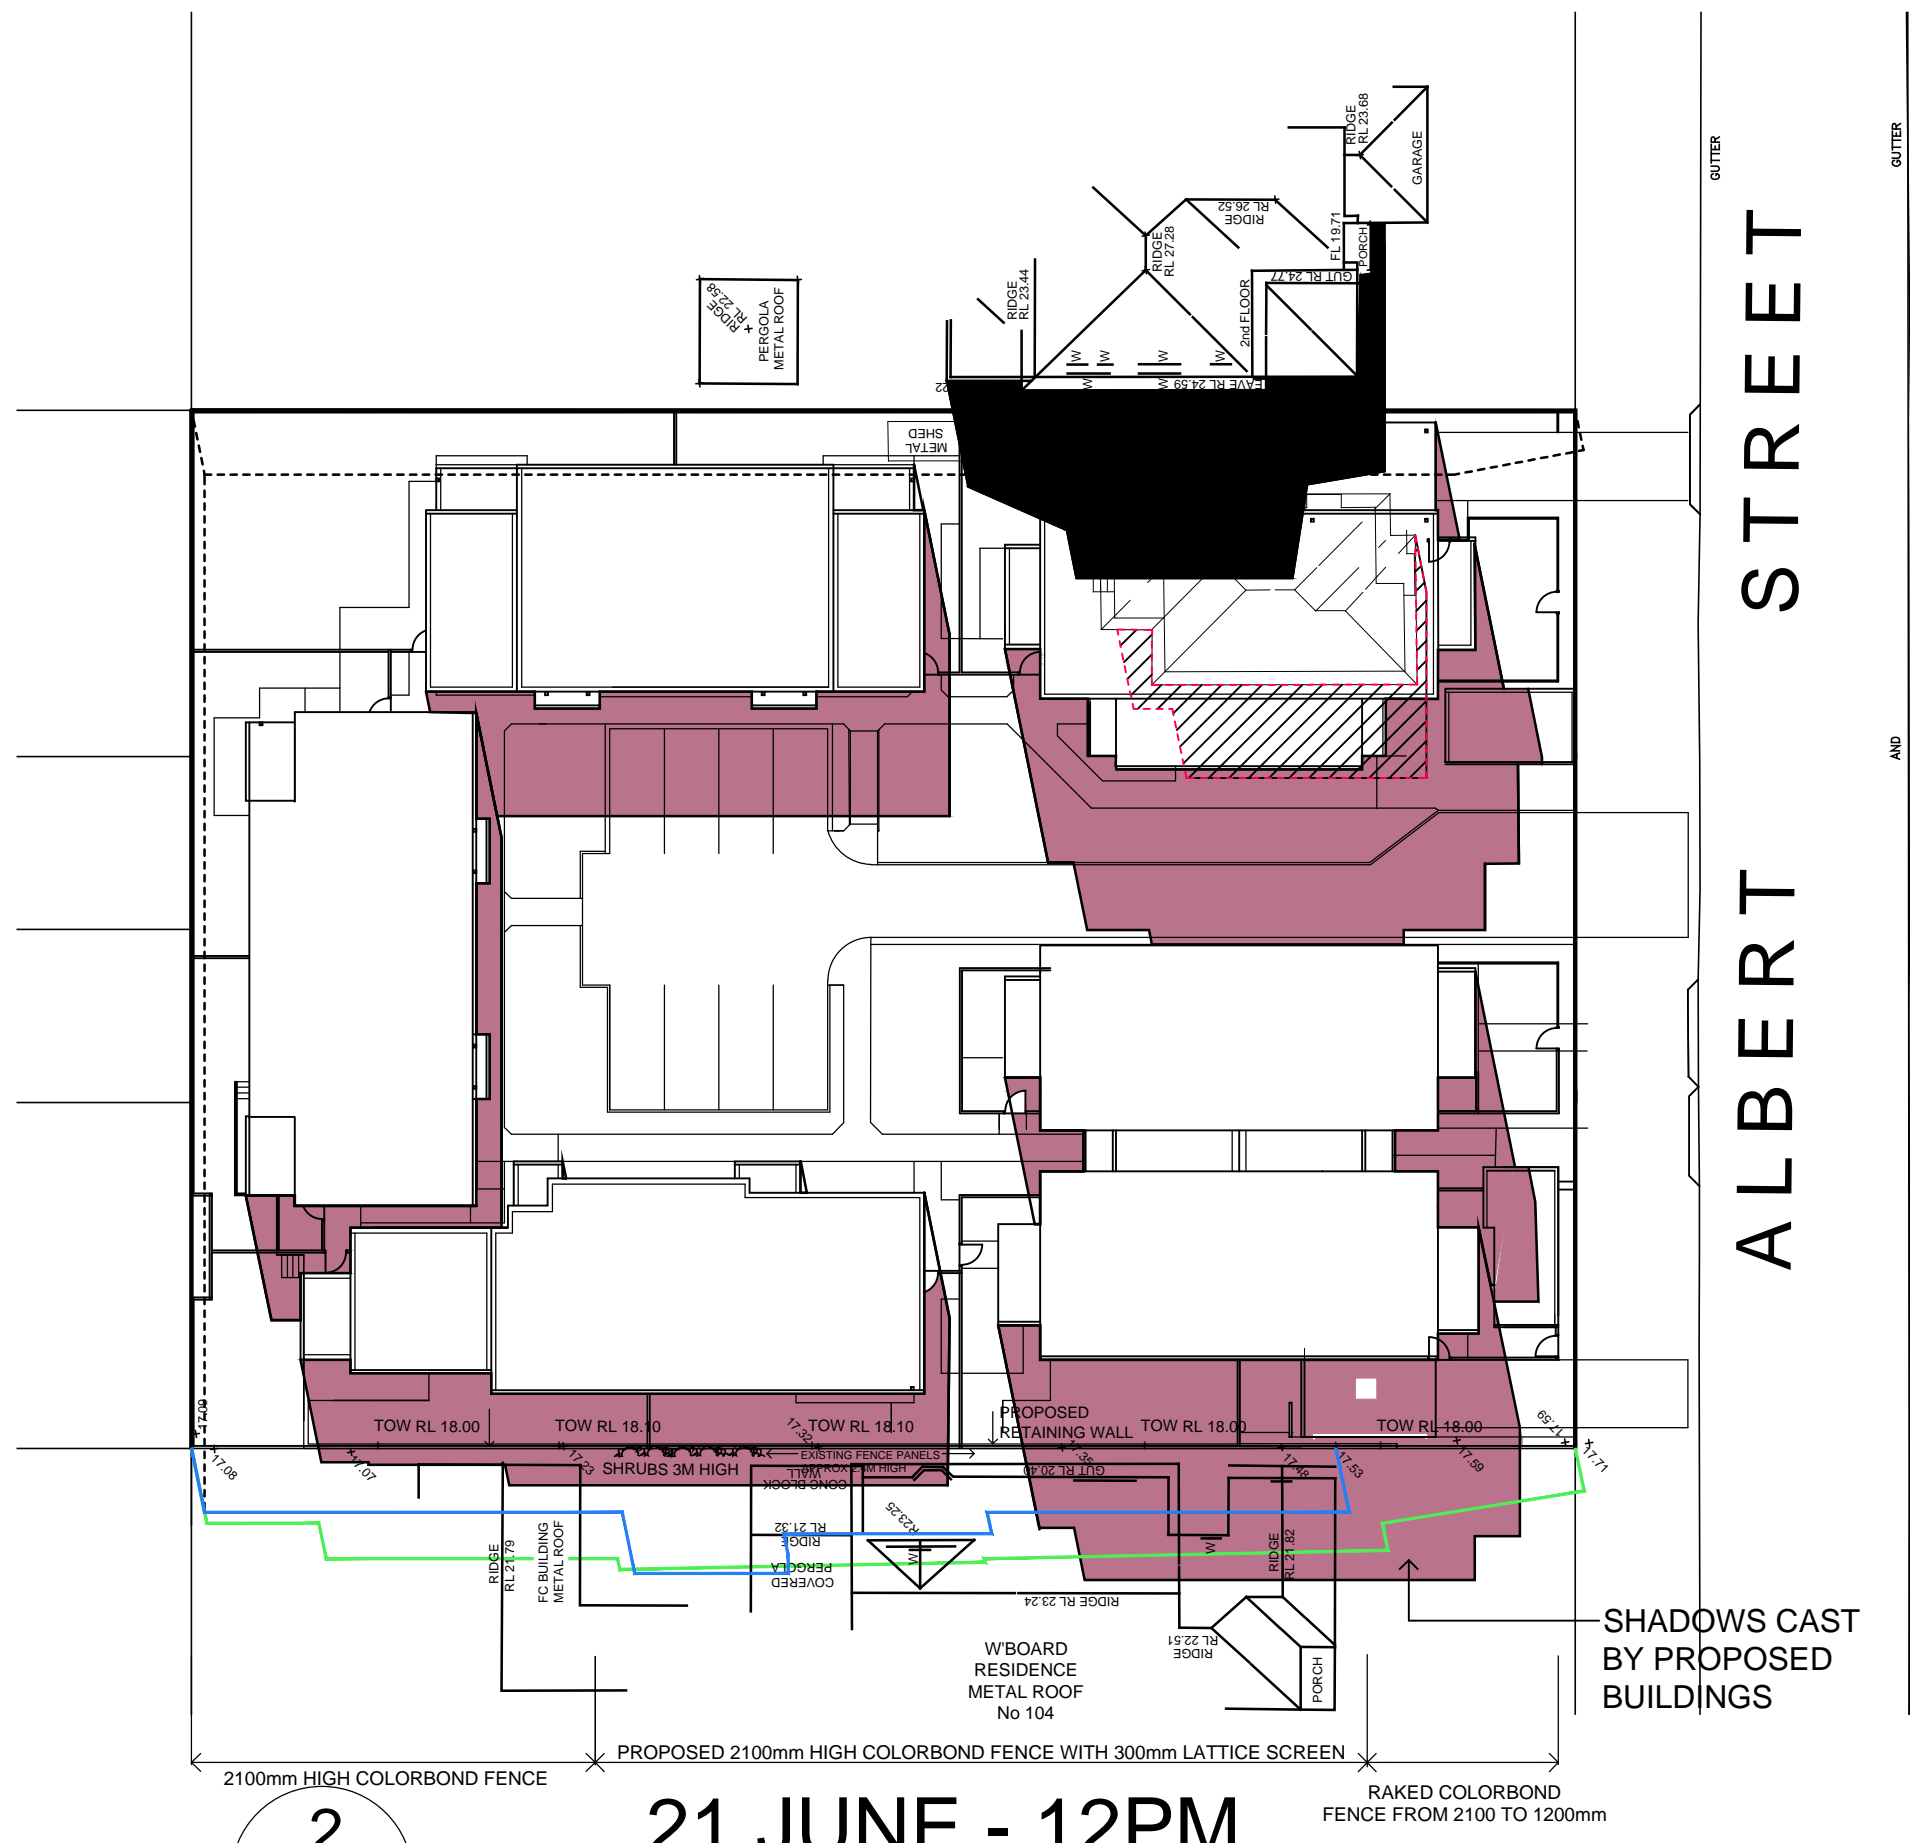 RIDGE
RL 23.68
GARAGE
GUTTER
GUTTER
RIDGE
RL 26.52
RIDGE
RL 27.28
FL 19.71
PORCH
GUT RL 24.77
RIDGE
RL 23.44
2nd FLOOR
RIDGE
RL 22.58
PERGOLA
METAL ROOF
W
W
W
W
W
W
EAVE RL 24.59
22
METAL
SHED
ALBERT STREET
AND
17.09
17.08
17.07
TOW RL 18.00
TOW RL 18.10
17.23
17.32
TOW RL 18.10
PROPOSED
RETAINING WALL
TOW RL 18.00
TOW RL 18.00
17.59
17.71
17.35
17.48
17.53
17.59
SHRUBS 3M HIGH
EXISTING FENCE PANELS
APPROX 2.4M HIGH
CONC BLOCK
WALL
GUT RL 20.40
RIDGE
RL 21.79
FC BUILDING
METAL ROOF
RIDGE
RL 21.32
COVERED
PERGOLA
R23.25
W
W
RIDGE
RL 21.82
RIDGE RL 23.24
RIDGE
RL 22.51
PORCH
W'BOARD
RESIDENCE
METAL ROOF
No 104
SHADOWS CAST
BY PROPOSED
BUILDINGS
PROPOSED 2100mm HIGH COLORBOND FENCE WITH 300mm LATTICE SCREEN
2100mm HIGH COLORBOND FENCE
RAKED COLORBOND
FENCE FROM 2100 TO 1200mm
2
21 JUNE - 12PM